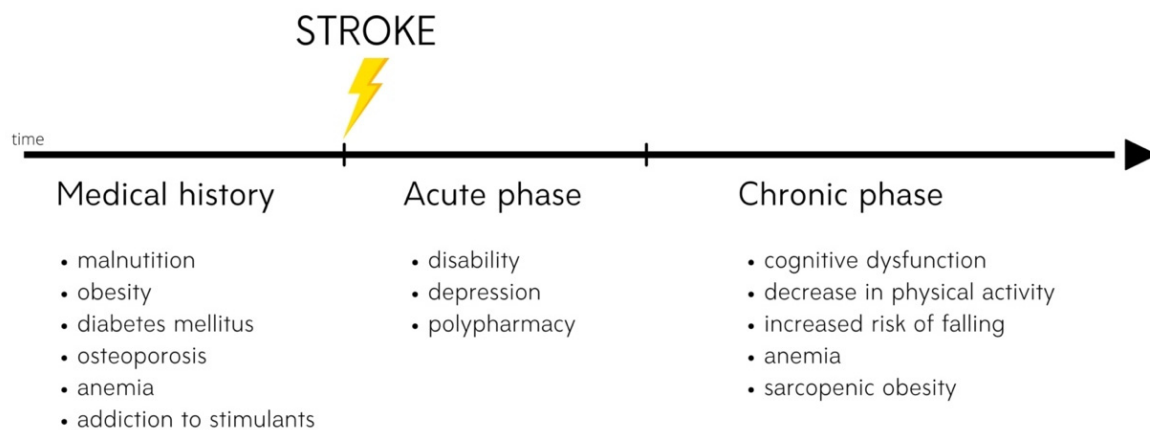 STROKE
time
Medical history
• malnutition
• obesity
• diabetes mellitus
• osteoporosis
• anemia
• addiction to stimulants
Acute phase
• disability
• depression
• polypharmacy
Chronic phase
• cognitive dysfunction
• decrease in physical activity
• increased risk of falling
• anemia
• sarcopenic obesity